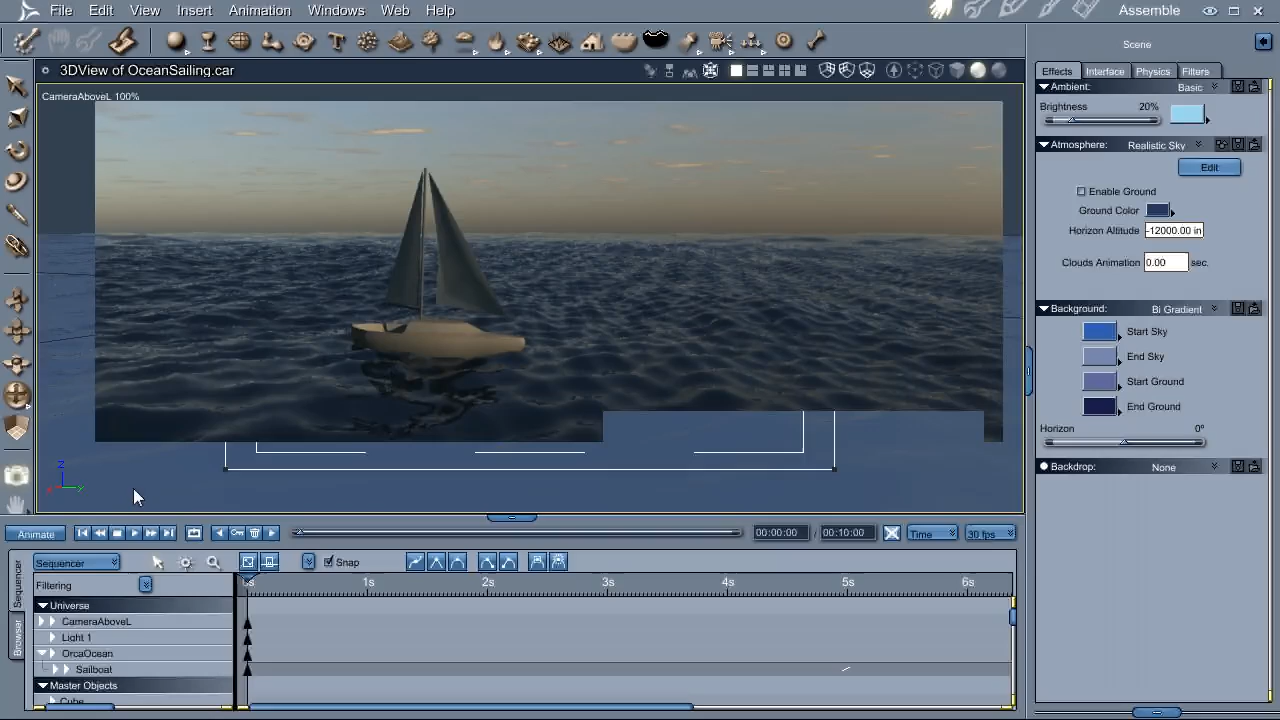 File Edit View Insert Animation Windows Web Help Assemble
3DView of OceanSailing.car
CameraAboveL 100%
Z
x
y
Scene
Effects Interface Physics Filters
Ambient: Basic
Brightness 20%
Atmosphere: Realistic Sky
Edit
Enable Ground
Ground Color
Horizon Altitude -12000.00 in
Clouds Animation 0.00 sec.
Background: Bi Gradient
Start Sky
End Sky
Start Ground
End Ground
Horizon 0°
Backdrop: None
Animate 00:00:00 / 00:10:00 Time 30 fps
Sequencer Browser
Sequencer Snap
Filtering 0s 1s 2s 3s 4s 5s 6s
Universe
CameraAboveL
Light 1
OrcaOcean
Sailboat
Master Objects
Cube